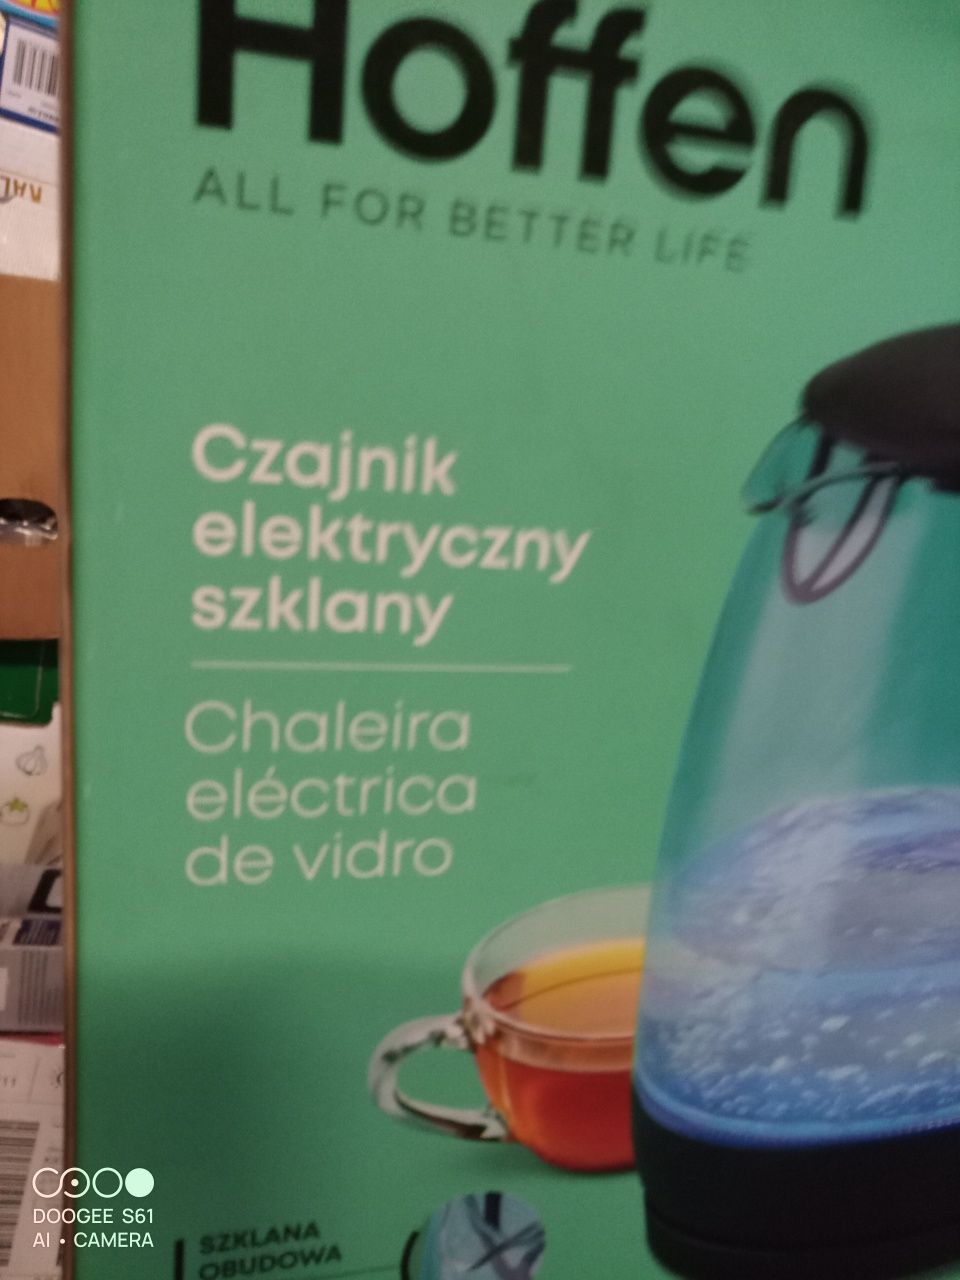 Hoffen
ALL FOR BETTER LIFE
Czajnik
elektryczny
szklany
Chaleira
eléctrica
de vidro
SZKLANA
OBUDOWA
DOOGEE S61
AI • CAMERA